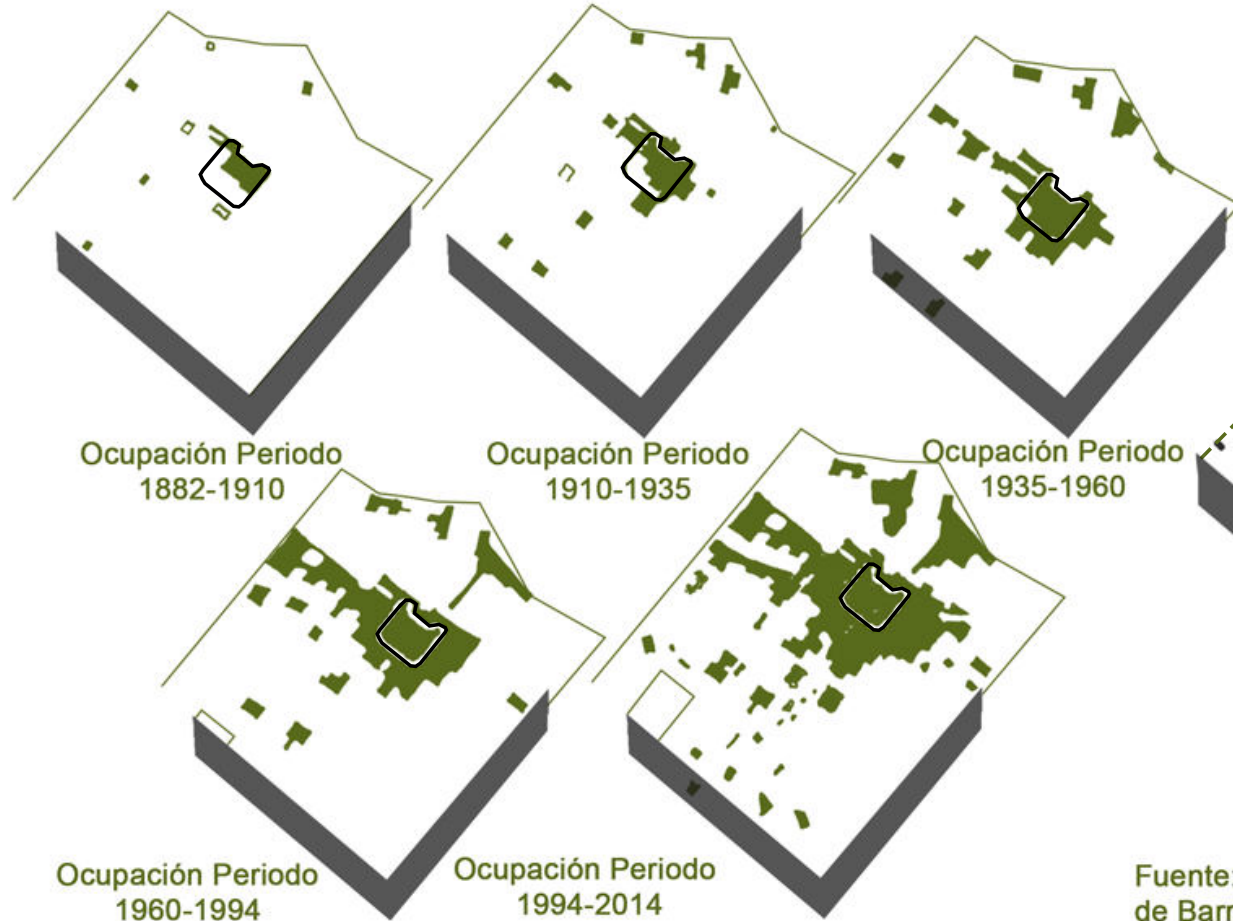 Ocupación Periodo
1882-1910
Ocupación Periodo
1910-1935
Ocupación Periodo
1935-1960
Ocupación Periodo
1960-1994
Ocupación Periodo
1994-2014
Fuente:
de Barr